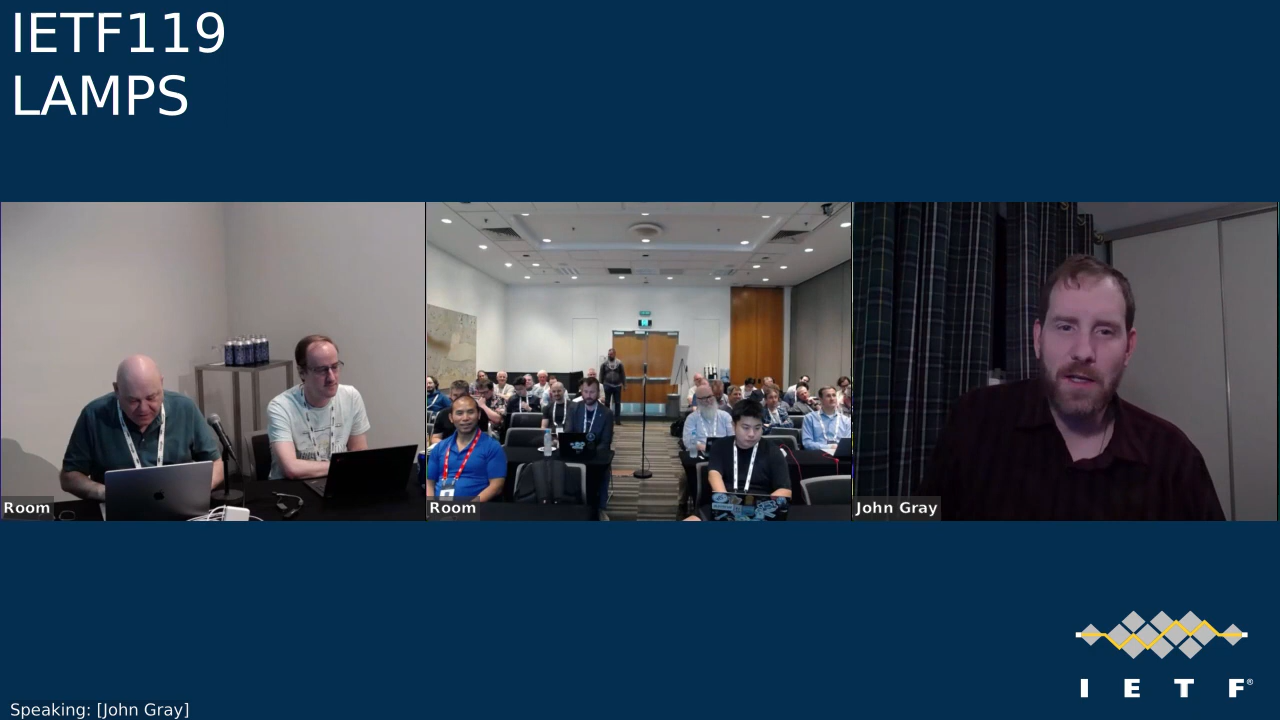 IETF119
LAMPS
Room
Room
John Gray
I E T F®
Speaking: [John Gray]